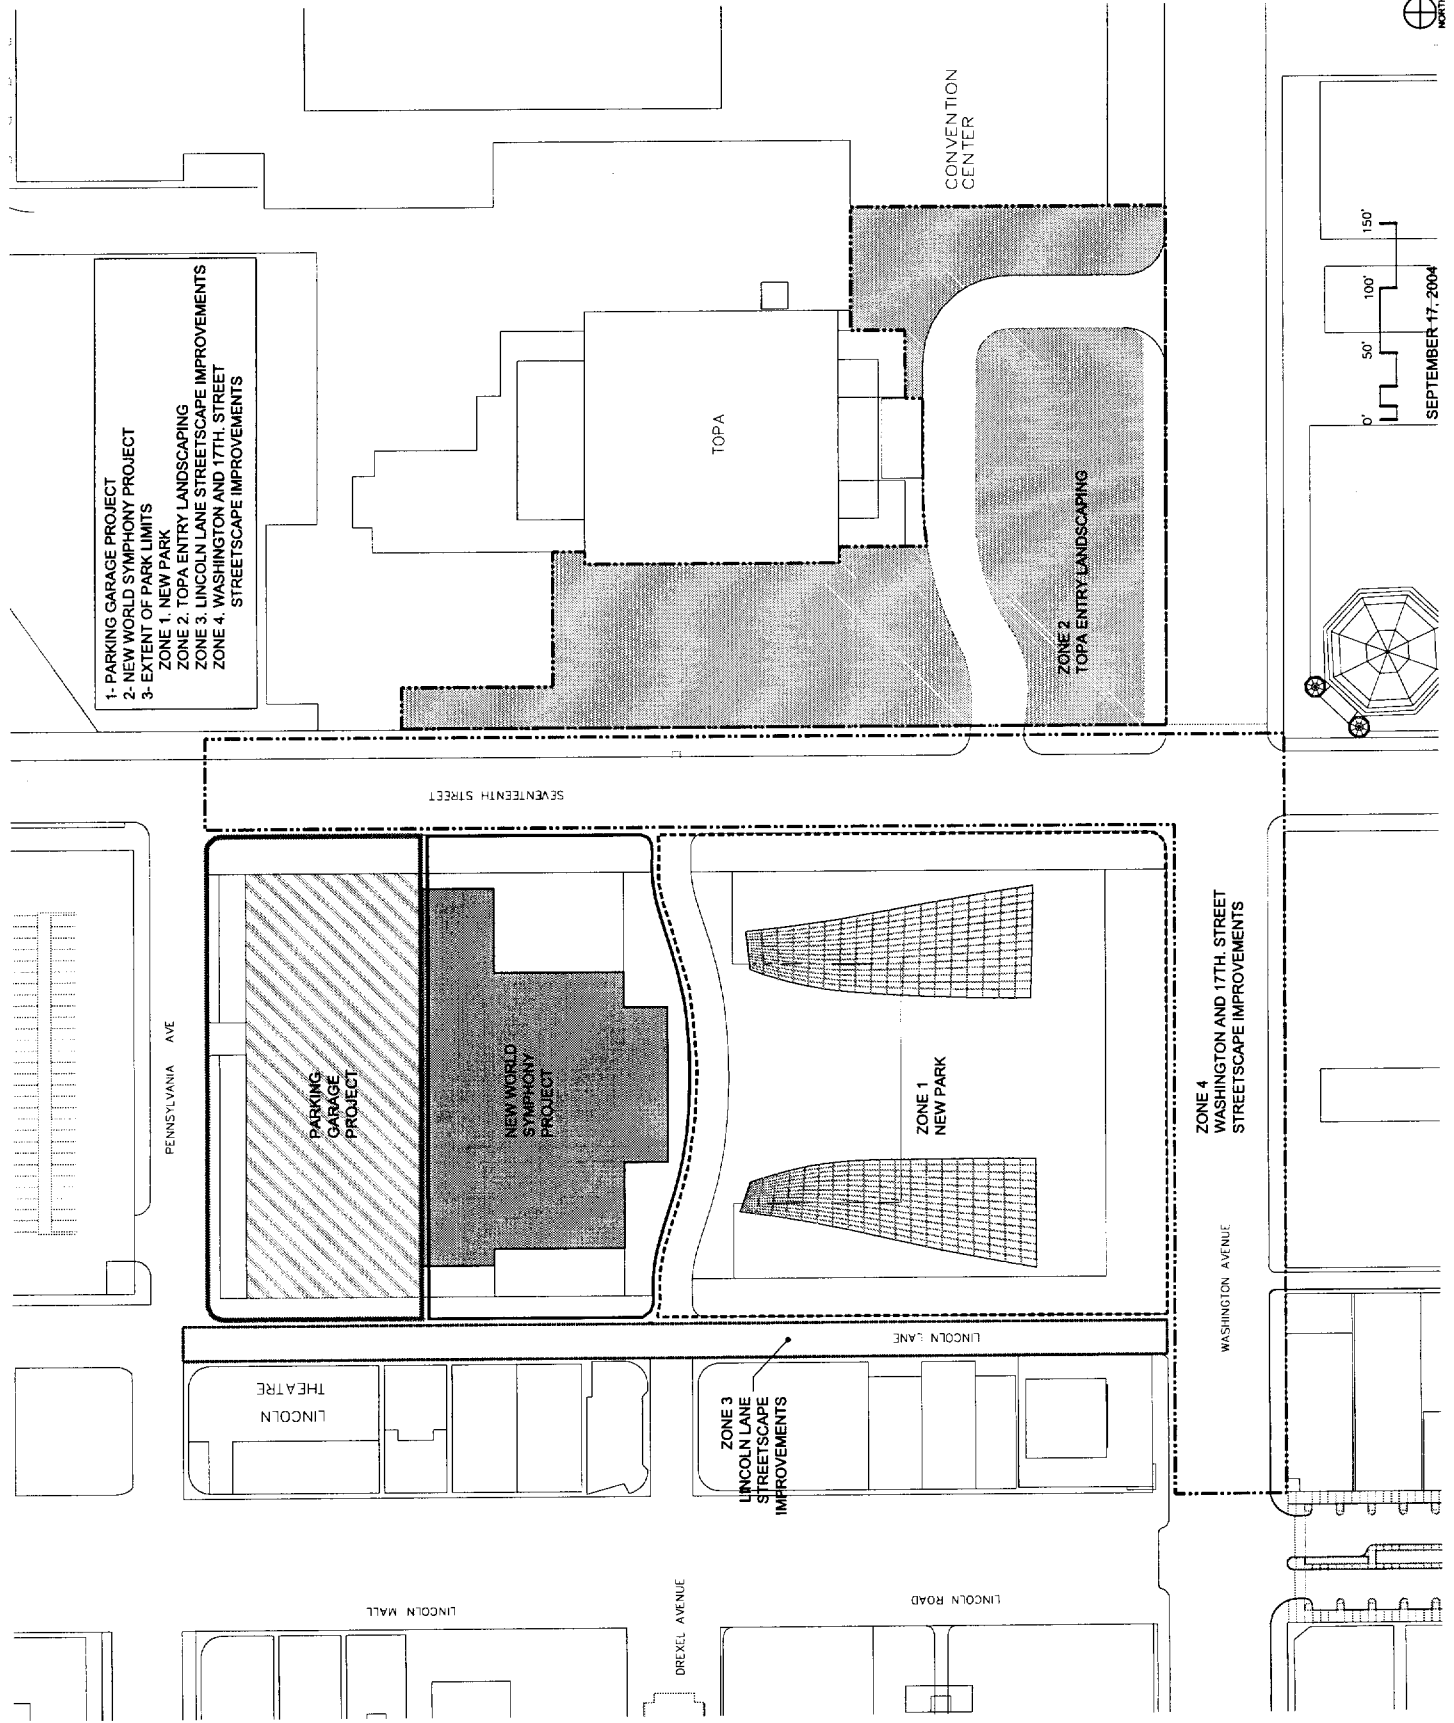 1- PARKING GARAGE PROJECT
2- NEW WORLD SYMPHONY PROJECT
3- EXTENT OF PARK LIMITS
ZONE 1. NEW PARK
ZONE 2. TOPA ENTRY LANDSCAPING
ZONE 3. LINCOLN LANE STREETSCAPE IMPROVEMENTS
ZONE 4. WASHINGTON AND 17TH. STREET
STREETSCAPE IMPROVEMENTS
CONVENTION
CENTER
TOPA
ZONE 2
TOPA ENTRY LANDSCAPING
SEVENTEENTH STREET
PENNSYLVANIA AVE
PARKING
GARAGE
PROJECT
NEW WORLD
SYMPHONY
PROJECT
ZONE 1
NEW PARK
ZONE 4
WASHINGTON AND 17TH. STREET
STREETSCAPE IMPROVEMENTS
WASHINGTON AVENUE
LINCOLN LANE
LINCOLN
THEATRE
ZONE 3
LINCOLN LANE
STREETSCAPE
IMPROVEMENTS
LINCOLN MALL
DREXEL AVENUE
LINCOLN ROAD
0'
50'
100'
150'
SEPTEMBER 17, 2004